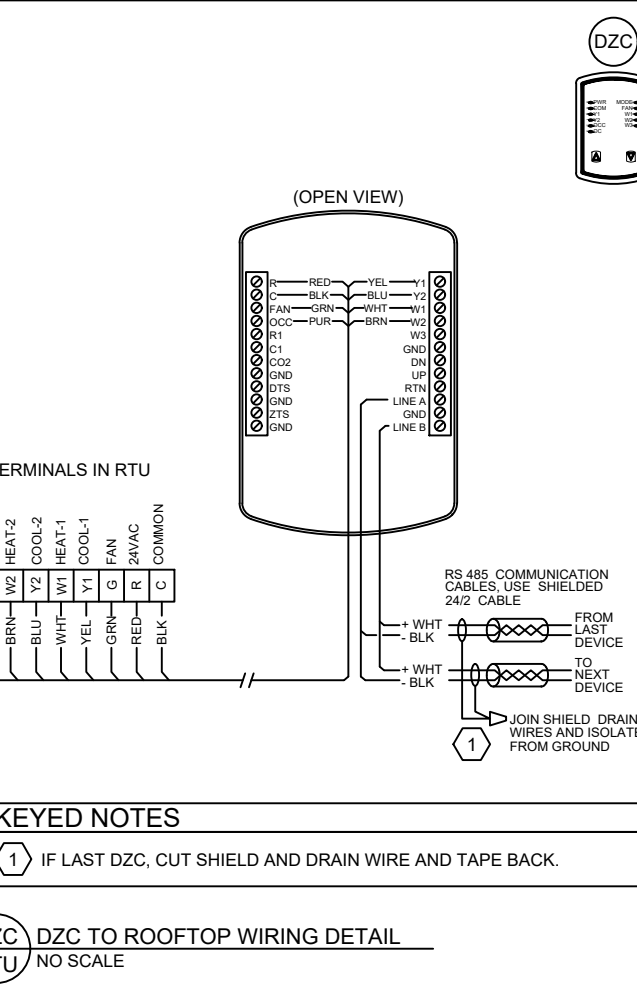 DZC
PWR MODE
COM FAN
Y1 W1
Y2 W2
OCC W3
DC
(OPEN VIEW)
R RED YEL Y1
C BLK BLU Y2
FAN GRN WHT W1
OCC PUR BRN W2
R1 W3
C1 GND
CO2 DN
GND UP
DTS RTN
GND LINE A
ZTS GND
GND LINE B
ERMINALS IN RTU
HEAT-2 COOL-2 HEAT-1 COOL-1 FAN 24VAC COMMON
W2 Y2 W1 Y1 G R C
BRN BLU WHT YEL GRN RED BLK
RS 485 COMMUNICATION
CABLES, USE SHIELDED
24/2 CABLE
+ WHT
- BLK
FROM
LAST
DEVICE
+ WHT
- BLK
TO
NEXT
DEVICE
JOIN SHIELD DRAIN
WIRES AND ISOLATE
FROM GROUND
1
KEYED NOTES
1 IF LAST DZC, CUT SHIELD AND DRAIN WIRE AND TAPE BACK.
ZC DZC TO ROOFTOP WIRING DETAIL
TU NO SCALE